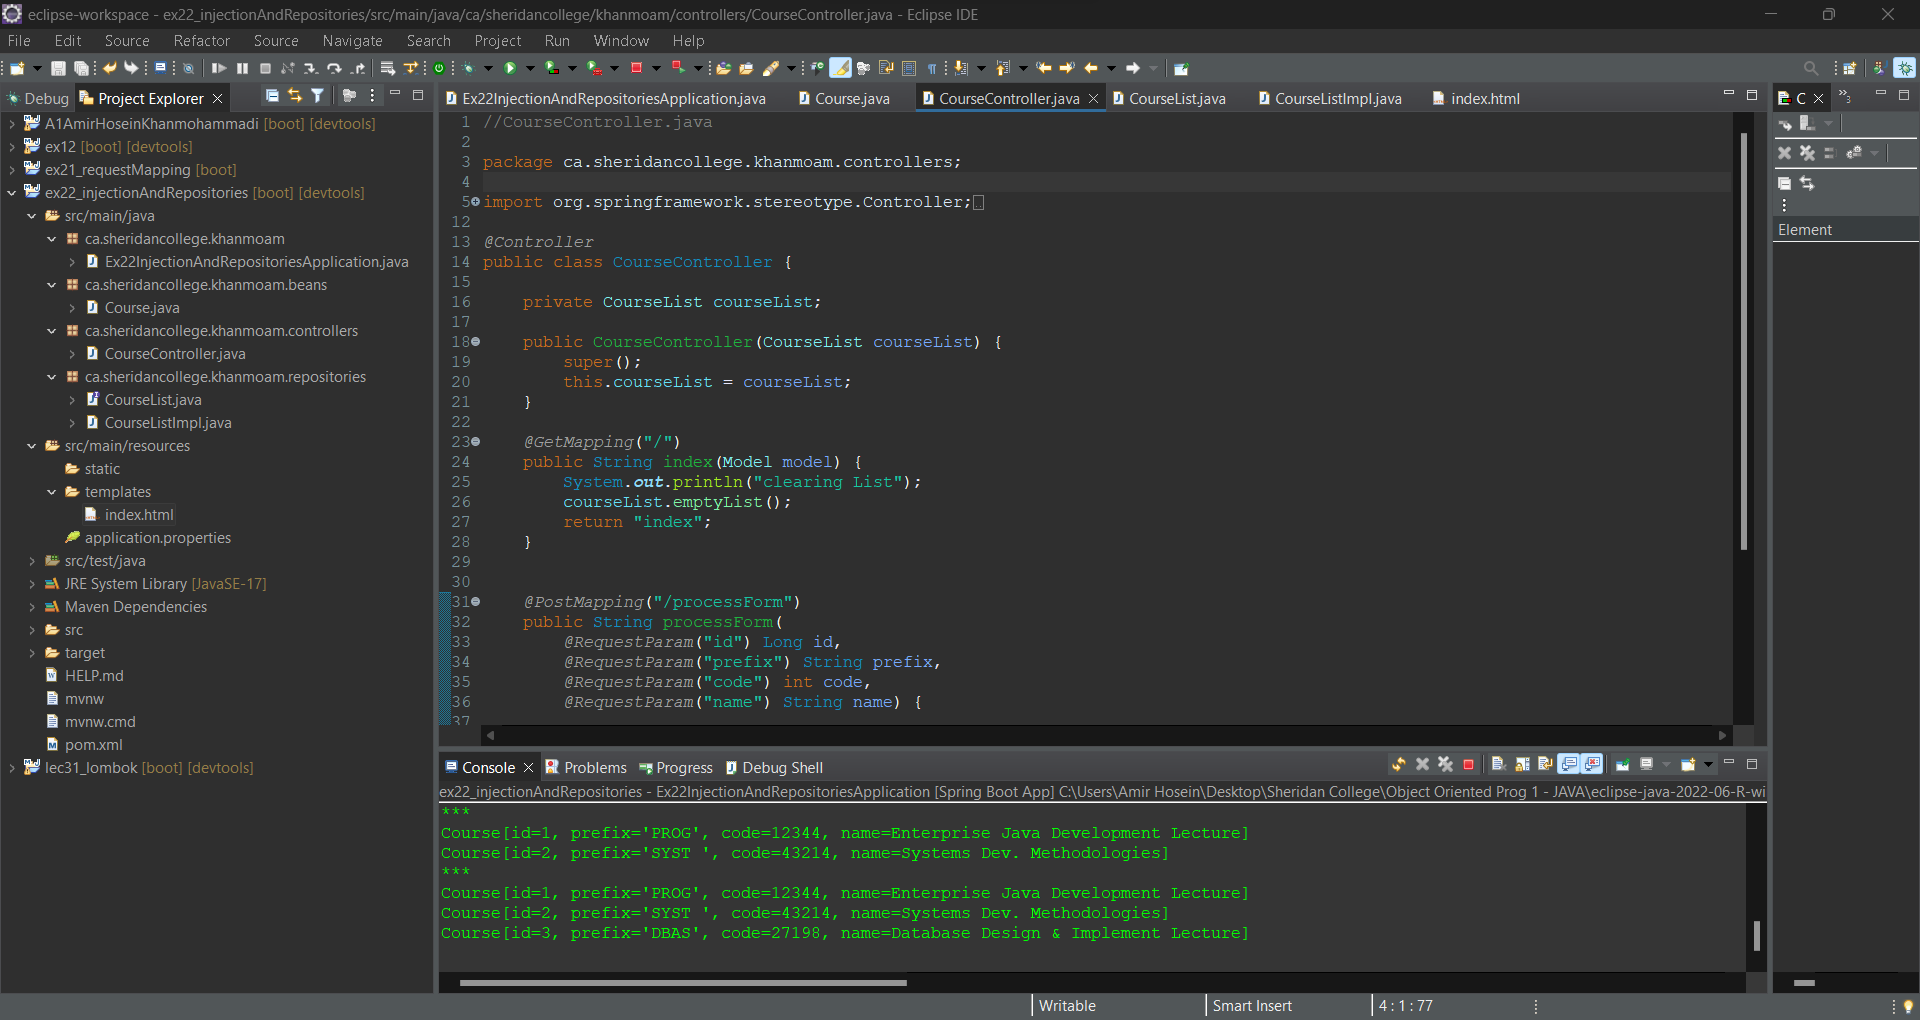 eclipse-workspace - ex22_injectionAndRepositories/src/main/java/ca/sheridancollege/khanmoam/controllers/CourseController.java - Eclipse IDE
File Edit Source Refactor Source Navigate Search Project Run Window Help
Debug Project Explorer
A1AmirHoseinKhanmohammadi [boot] [devtools]
ex12 [boot] [devtools]
ex21_requestMapping [boot]
ex22_injectionAndRepositories [boot] [devtools]
src/main/java
ca.sheridancollege.khanmoam
Ex22InjectionAndRepositoriesApplication.java
ca.sheridancollege.khanmoam.beans
Course.java
ca.sheridancollege.khanmoam.controllers
CourseController.java
ca.sheridancollege.khanmoam.repositories
CourseList.java
CourseListImpl.java
src/main/resources
static
templates
index.html
application.properties
src/test/java
JRE System Library [JavaSE-17]
Maven Dependencies
src
target
HELP.md
mvnw
mvnw.cmd
pom.xml
lec31_lombok [boot] [devtools]
Ex22InjectionAndRepositoriesApplication.java Course.java CourseController.java CourseList.java CourseListImpl.java index.html
1 //CourseController.java
2
3 package ca.sheridancollege.khanmoam.controllers;
4
5 import org.springframework.stereotype.Controller;
12
13 @Controller
14 public class CourseController {
15
16 private CourseList courseList;
17
18 public CourseController(CourseList courseList) {
19 super();
20 this.courseList = courseList;
21 }
22
23 @GetMapping("/")
24 public String index(Model model) {
25 System.out.println("clearing List");
26 courseList.emptyList();
27 return "index";
28 }
29
30
31 @PostMapping("/processForm")
32 public String processForm(
33 @RequestParam("id") Long id,
34 @RequestParam("prefix") String prefix,
35 @RequestParam("code") int code,
36 @RequestParam("name") String name) {
37
C
3
Element
Console Problems Progress Debug Shell
ex22_injectionAndRepositories - Ex22InjectionAndRepositoriesApplication [Spring Boot App] C:\Users\Amir Hosein\Desktop\Sheridan College\Object Oriented Prog 1 - JAVA\eclipse-java-2022-06-R-wi
***
Course[id=1, prefix='PROG', code=12344, name=Enterprise Java Development Lecture]
Course[id=2, prefix='SYST ', code=43214, name=Systems Dev. Methodologies]
***
Course[id=1, prefix='PROG', code=12344, name=Enterprise Java Development Lecture]
Course[id=2, prefix='SYST ', code=43214, name=Systems Dev. Methodologies]
Course[id=3, prefix='DBAS', code=27198, name=Database Design & Implement Lecture]
Writable Smart Insert 4 : 1 : 77